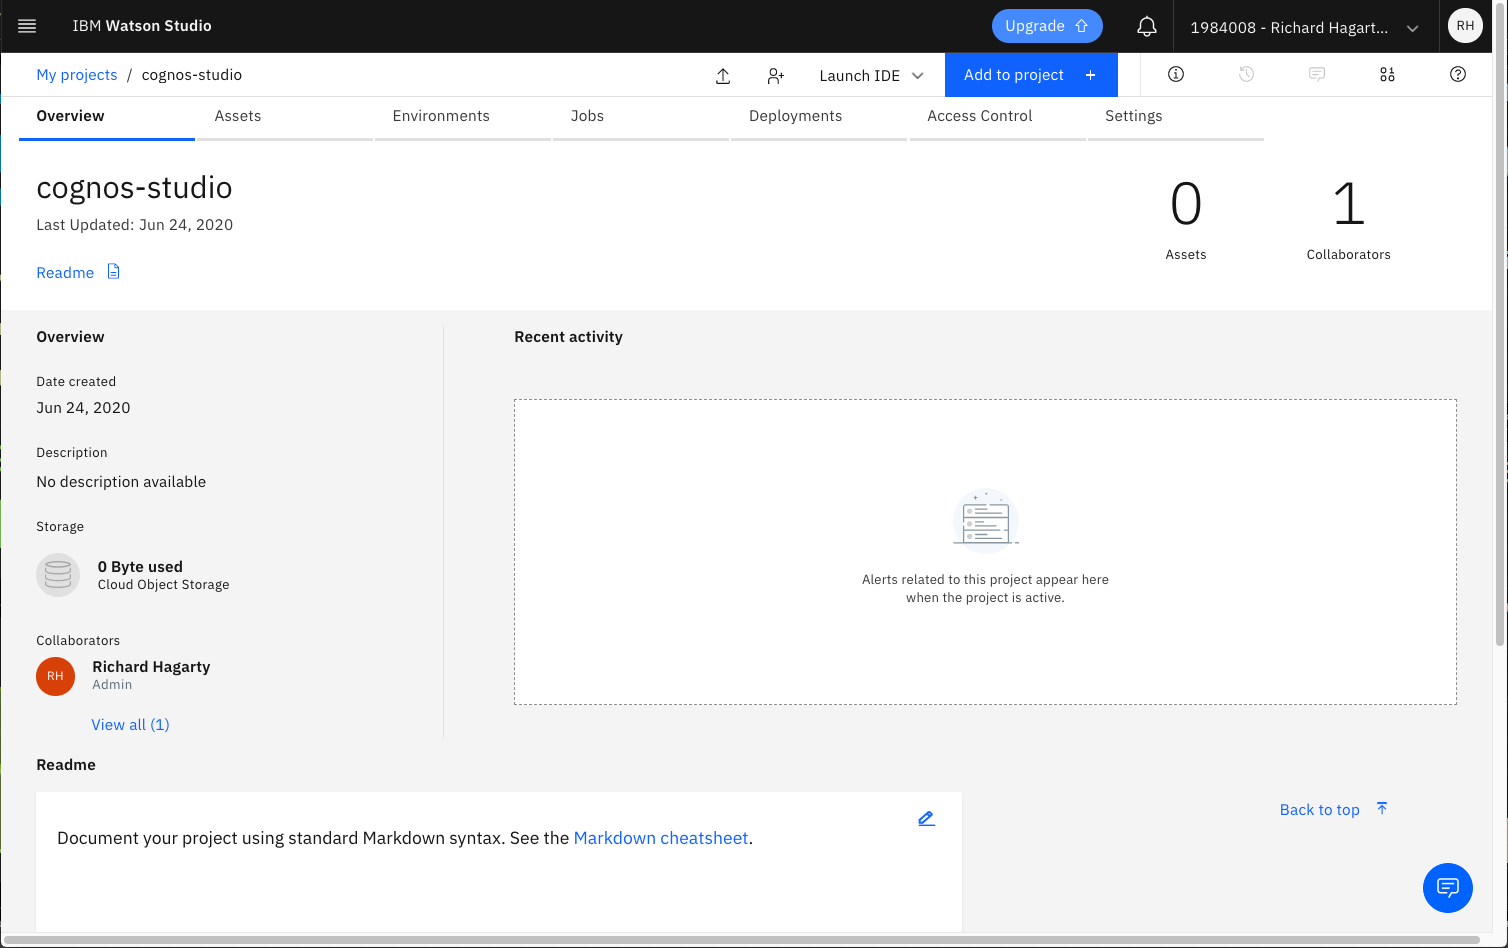 IBM Watson Studio
Upgrade
1984008 - Richard Hagart...
RH
My projects / cognos-studio
Launch IDE
Add to project +
Overview
Assets
Environments
Jobs
Deployments
Access Control
Settings
cognos-studio
Last Updated: Jun 24, 2020
Readme
0
Assets
1
Collaborators
Overview
Date created
Jun 24, 2020
Description
No description available
Storage
0 Byte used
Cloud Object Storage
Collaborators
RH
Richard Hagarty
Admin
View all (1)
Recent activity
Alerts related to this project appear here
when the project is active.
Readme
Document your project using standard Markdown syntax. See the Markdown cheatsheet.
Back to top